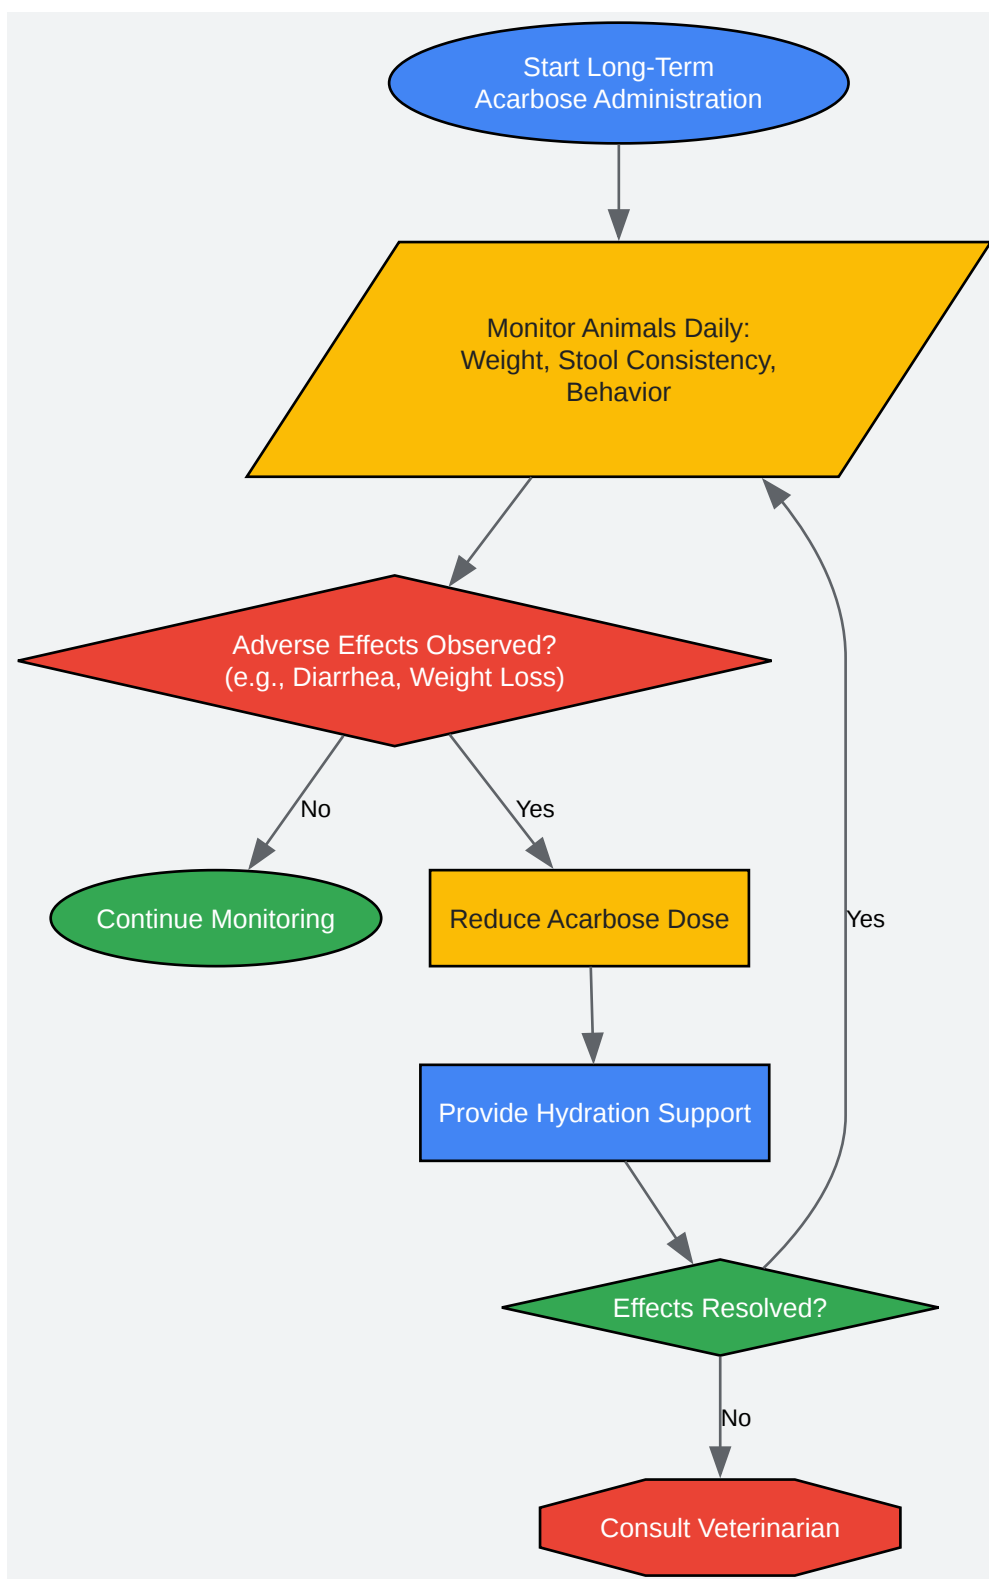 Start Long-Term
Acarbose Administration
Monitor Animals Daily:
Weight, Stool Consistency,
Behavior
Adverse Effects Observed?
(e.g., Diarrhea, Weight Loss)
No
Yes
Continue Monitoring
Reduce Acarbose Dose
Yes
Provide Hydration Support
Effects Resolved?
No
Consult Veterinarian